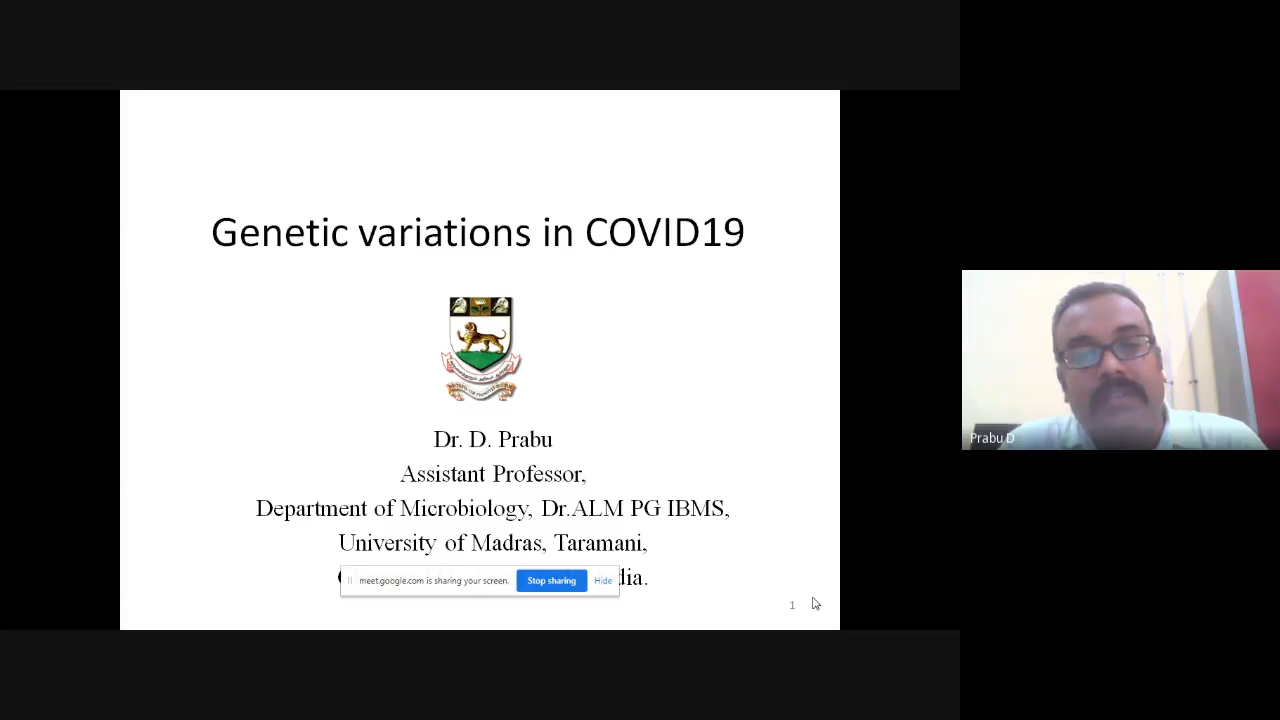 Genetic variations in COVID19
Dr. D. Prabu
Assistant Professor,
Department of Microbiology, Dr.ALM PG IBMS,
University of Madras, Taramani,
meet.google.com is sharing your screen.
Stop sharing
Hide
1
Prabu D